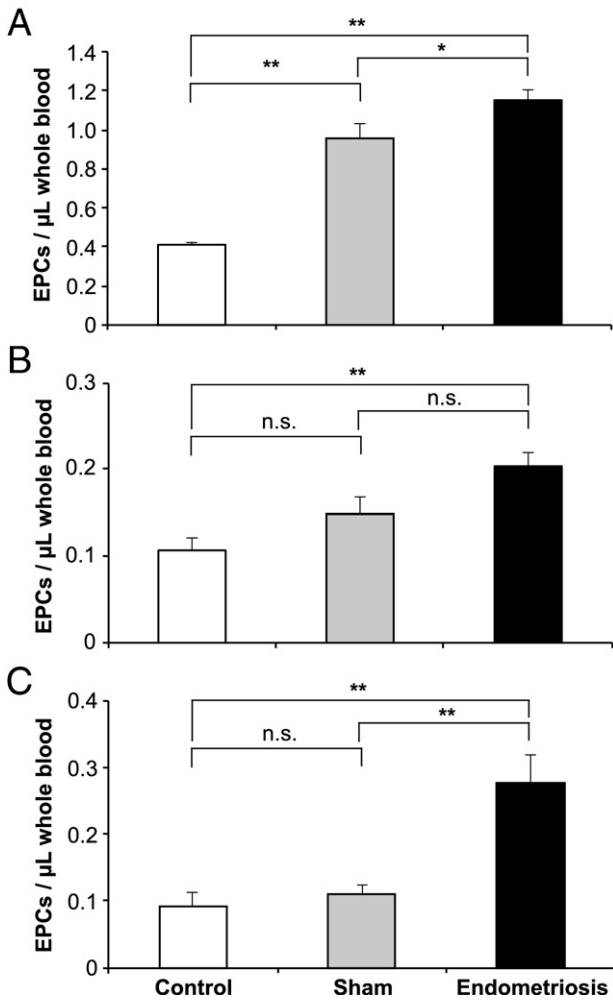 A
EPCs / µL whole blood
1.4
1.2
1.0
0.8
0.6
0.4
0.2
0
**
**
*
B
EPCs / µL whole blood
0.3
0.2
0.1
0
**
n.s.
n.s.
C
EPCs / µL whole blood
0.4
0.3
0.2
0.1
0
**
**
n.s.
Control Sham Endometriosis